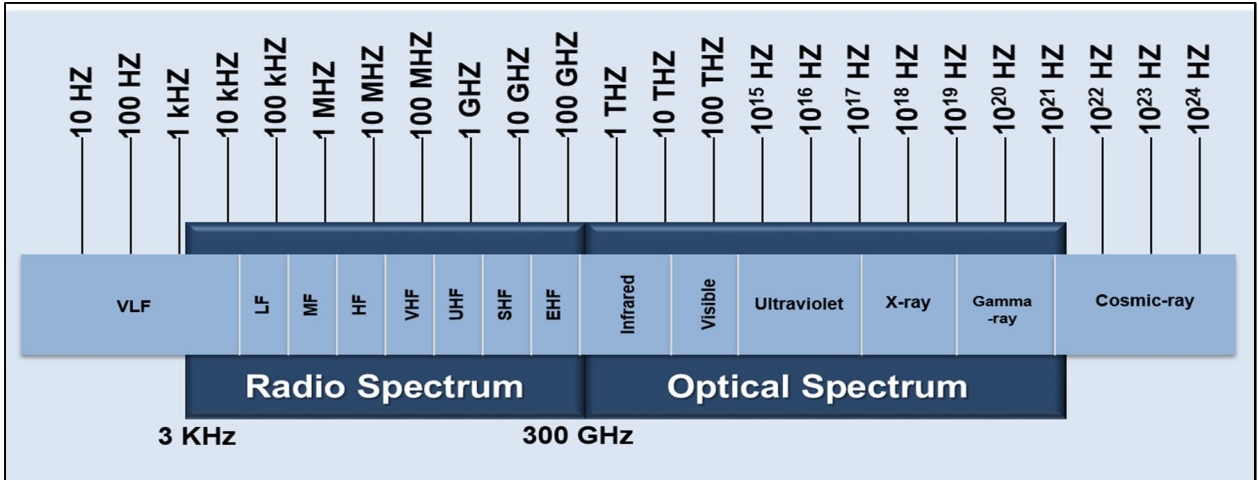 10 HZ
100 HZ
1 kHZ
10 kHZ
100 kHZ
1 MHZ
10 MHZ
100 MHZ
1 GHZ
10 GHZ
100 GHZ
1 THZ
10 THZ
100 THZ
10¹⁵ HZ
10¹⁶ HZ
10¹⁷ HZ
10¹⁸ HZ
10¹⁹ HZ
10²⁰ HZ
10²¹ HZ
10²² HZ
10²³ HZ
10²⁴ HZ
VLF
LF
MF
HF
VHF
UHF
SHF
EHF
Infrared
Visible
Ultraviolet
X-ray
Gamma
-ray
Cosmic-ray
Radio Spectrum
Optical Spectrum
3 KHz
300 GHz